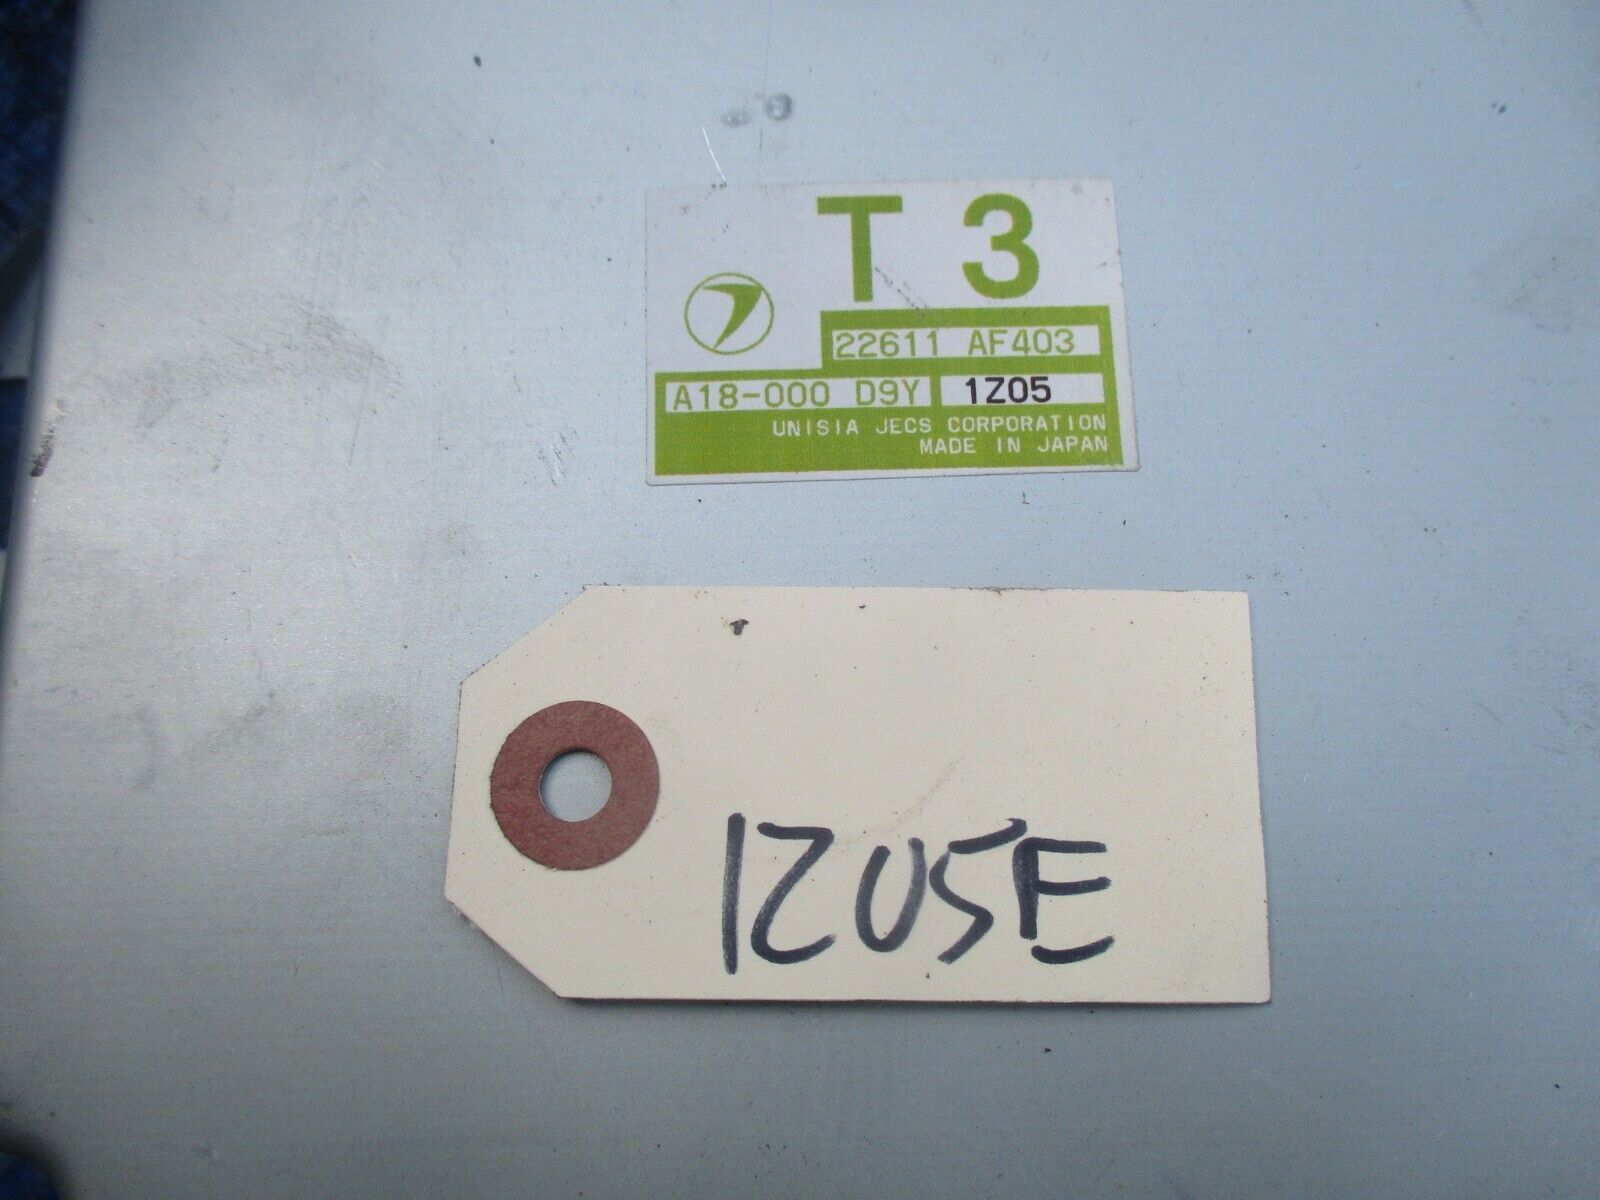 T 3
22611 AF403
A18-000 D9Y 1Z05
UNISIA JECS CORPORATION
MADE IN JAPAN
1Z05E